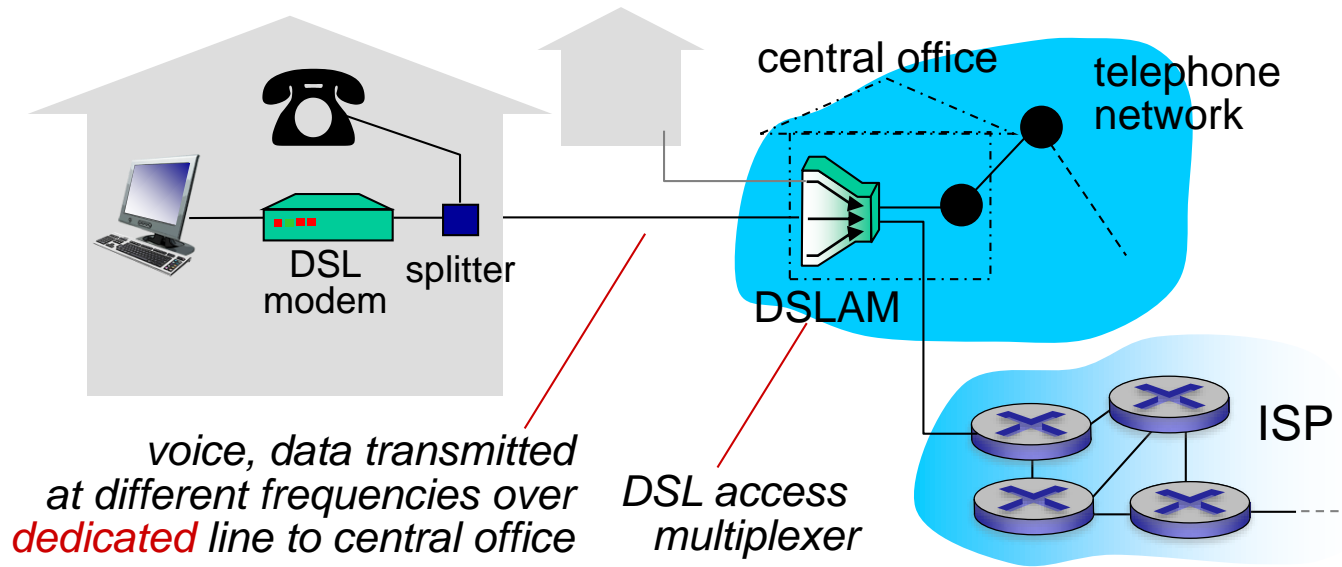 central office
telephone
network
DSL
modem
splitter
DSLAM
ISP
voice, data transmitted
at different frequencies over
dedicated line to central office
DSL access
multiplexer